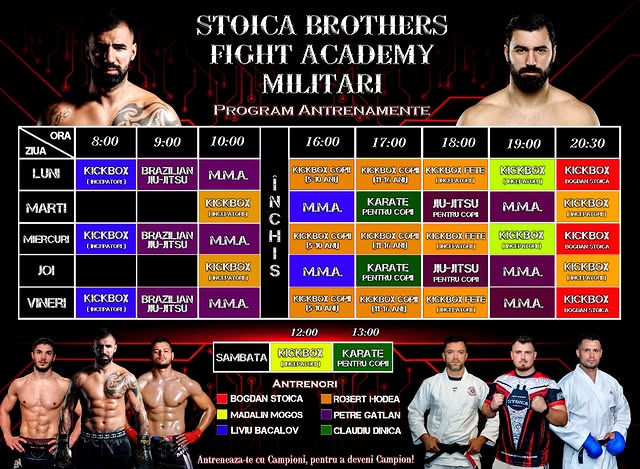 STOICA BROTHERS
FIGHT ACADEMY
MILITARI
PROGRAM ANTRENAMENTE
ORA
ZIUA
8:00 9:00 10:00 16:00 17:00 18:00 19:00 20:30
ÎNCHIS
LUNI
KICKBOX (INCEPATORI)
BRAZILIAN JIU-JITSU
M.M.A.
KICKBOX COPII (5-10 ANI)
KICKBOX COPII (11-16 ANI)
KICKBOX FETE (INCEPATORI)
KICKBOX (INCEPATORI)
KICKBOX BOGDAN STOICA
MARTI
KICKBOX (INCEPATORI)
M.M.A.
KARATE PENTRU COPII
JIU-JITSU PENTRU COPII
M.M.A.
KICKBOX (INCEPATORI)
MIERCURI
KICKBOX (INCEPATORI)
BRAZILIAN JIU-JITSU
M.M.A.
KICKBOX COPII (5-10 ANI)
KICKBOX COPII (11-16 ANI)
KICKBOX FETE (INCEPATORI)
KICKBOX (INCEPATORI)
KICKBOX BOGDAN STOICA
JOI
KICKBOX (INCEPATORI)
M.M.A.
KARATE PENTRU COPII
JIU-JITSU PENTRU COPII
M.M.A.
KICKBOX (INCEPATORI)
VINERI
KICKBOX (INCEPATORI)
BRAZILIAN JIU-JITSU
M.M.A.
KICKBOX COPII (5-10 ANI)
KICKBOX COPII (11-16 ANI)
KICKBOX FETE (INCEPATORI)
M.M.A.
KICKBOX BOGDAN STOICA
12:00 13:00
SAMBATA
KICKBOX (INCEPATORI)
KARATE PENTRU COPII
ANTRENORI
BOGDAN STOICA
ROBERT HODEA
MADALIN MOGOS
PETRE GATLAN
LIVIU BACALOV
CLAUDIU DINICA
Antreneaza-te cu Campioni, pentru a deveni Campion!